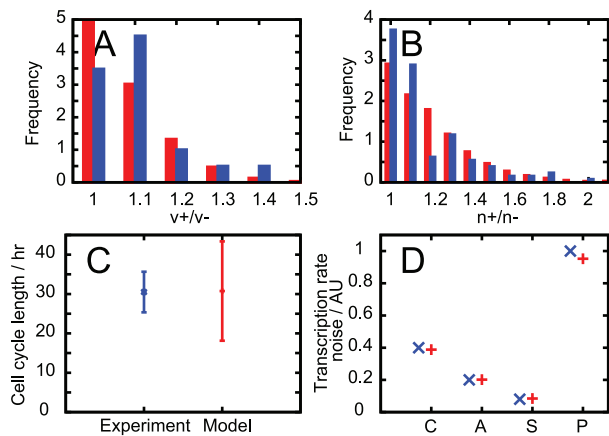 A
Frequency
5
4
3
2
1
0
1 1.1 1.2 1.3 1.4 1.5
v+/v-
B
Frequency
4
3
2
1
0
1 1.2 1.4 1.6 1.8 2
n+/n-
C
Cell cycle length / hr
50
40
30
20
10
0
Experiment Model
D
Transcription rate
noise / AU
1
0.8
0.6
0.4
0.2
0
C A S P